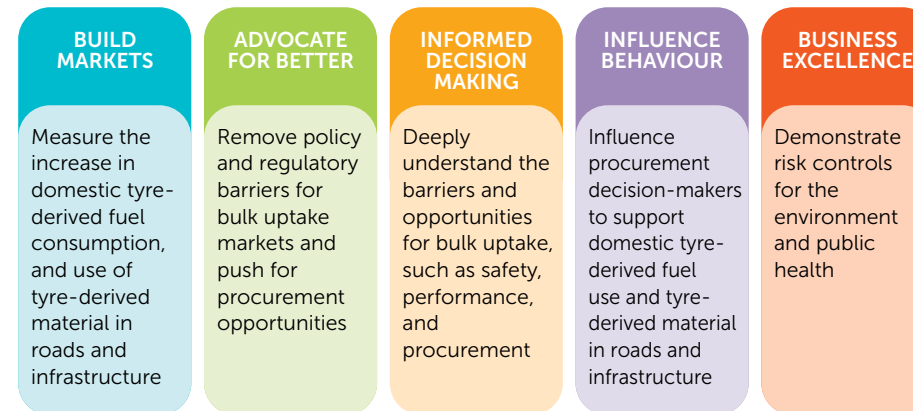 BUILD
MARKETS
Measure the
increase in
domestic tyre-
derived fuel
consumption,
and use of
tyre-derived
material in
roads and
infrastructure
ADVOCATE
FOR BETTER
Remove policy
and regulatory
barriers for
bulk uptake
markets and
push for
procurement
opportunities
INFORMED
DECISION
MAKING
Deeply
understand the
barriers and
opportunities
for bulk uptake,
such as safety,
performance,
and
procurement
INFLUENCE
BEHAVIOUR
Influence
procurement
decision-makers
to support
domestic tyre-
derived fuel
use and tyre-
derived material
in roads and
infrastructure
BUSINESS
EXCELLENCE
Demonstrate
risk controls
for the
environment
and public
health